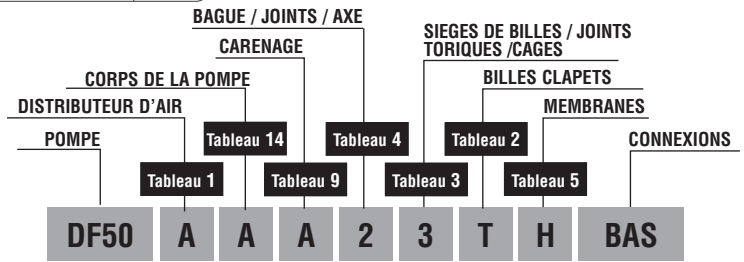 BAGUE / JOINTS / AXE
SIEGES DE BILLES / JOINTS
TORIQUES /CAGES
CARENAGE
CORPS DE LA POMPE
BILLES CLAPETS
DISTRIBUTEUR D'AIR
MEMBRANES
POMPE
Tableau 14
Tableau 4
Tableau 2
CONNEXIONS
Tableau 1
Tableau 9
Tableau 3
Tableau 5
DF50 A A A 2 3 T H BAS